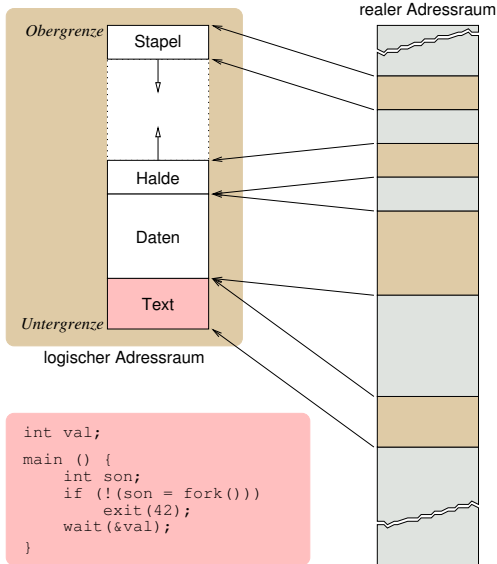 realer Adressraum
Obergrenze
Stapel
Halde
Daten
Text
Untergrenze
logischer Adressraum
int val;
main () {
    int son;
    if (!(son = fork()))
        exit(42);
    wait(&val);
}